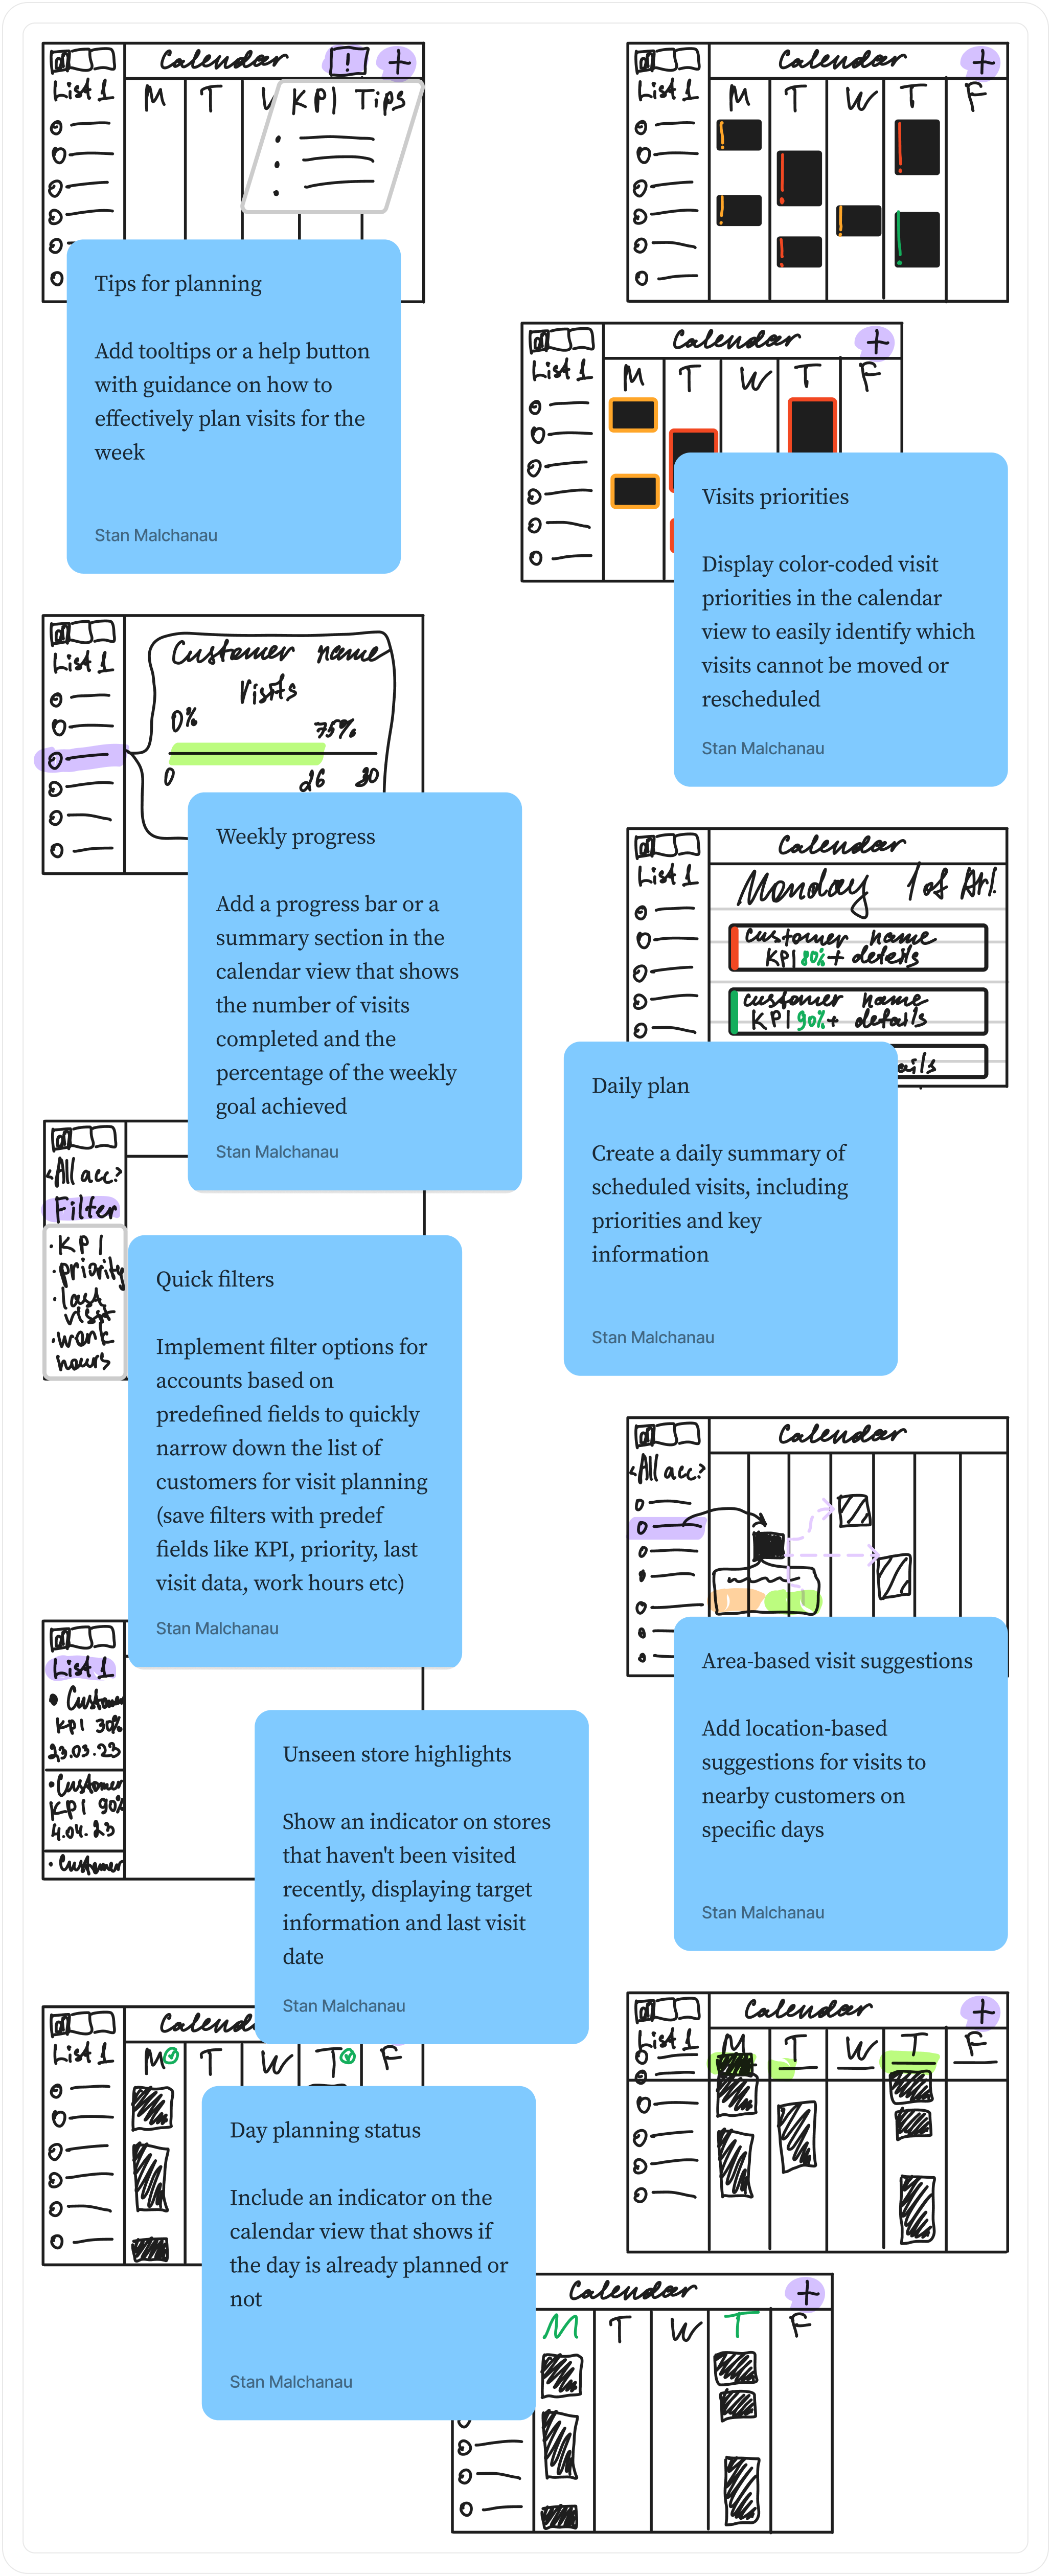 Calendar ! +
List 1
M T
KPI Tips
Tips for planning
Add tooltips or a help button
with guidance on how to
effectively plan visits for the
week
Stan Malchanau
Calendar +
List 1
M T W T F
Calendar +
List 1
M T W T F
Visits priorities
Display color-coded visit
priorities in the calendar
view to easily identify which
visits cannot be moved or
rescheduled
Stan Malchanau
List 1
Customer name
Visits
0% 75%
0 26 30
Weekly progress
Add a progress bar or a
summary section in the
calendar view that shows
the number of visits
completed and the
percentage of the weekly
goal achieved
Stan Malchanau
Calendar
List 1
Monday 1 of
customer name
KPI 80% + details
customer name
KPI 90% + details
ails
Daily plan
Create a daily summary of
scheduled visits, including
priorities and key
information
Stan Malchanau
<All acc.>
Filter
· KPI
· priority
· last
visit
· work
hours
Quick filters
Implement filter options for
accounts based on
predefined fields to quickly
narrow down the list of
customers for visit planning
(save filters with predef
fields like KPI, priority, last
visit data, work hours etc)
Stan Malchanau
Calendar
<All acc.>
Area-based visit suggestions
Add location-based
suggestions for visits to
nearby customers on
specific days
Stan Malchanau
List 1
· Customer
KPI 30%
23.03.23
· Customer
KPI 90%
4.04.23
· Customer
Unseen store highlights
Show an indicator on stores
that haven't been visited
recently, displaying target
information and last visit
date
Stan Malchanau
List 1
M T W T F
Day planning status
Include an indicator on the
calendar view that shows if
the day is already planned or
not
Stan Malchanau
Calendar +
List 1
M T W T F
Calendar +
M T W T F